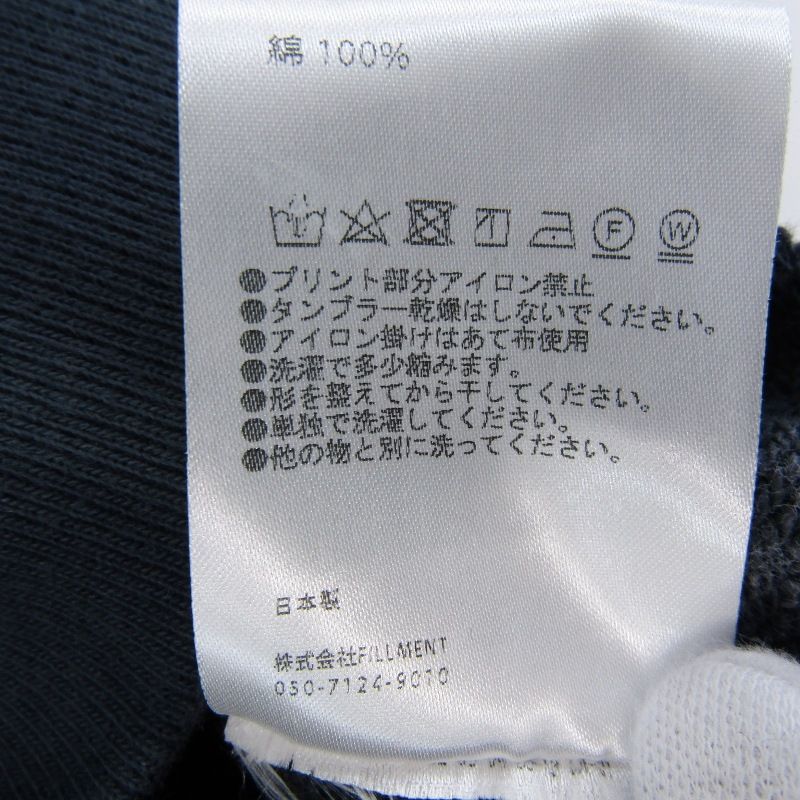 綿 100%
F W
●プリント部分アイロン禁止
●タンブラー乾燥はしないでください。
●アイロン掛けはあて布使用
●洗濯で多少縮みます。
●形を整えてから干してください。
●単独で洗濯してください。
●他の物と別に洗ってください。
日本製
株式会社FILLMENT
050-7124-9070